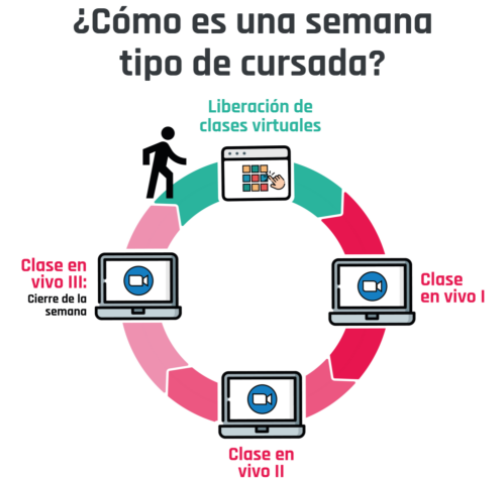 ¿Cómo es una semana
tipo de cursada?
Liberación de
clases virtuales
Clase
en vivo I
Clase en
vivo II
Clase en
vivo III:
Cierre de la
semana